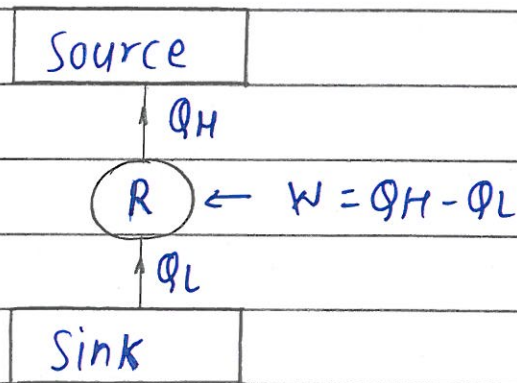 Source
QH
R ← W = QH - QL
QL
Sink